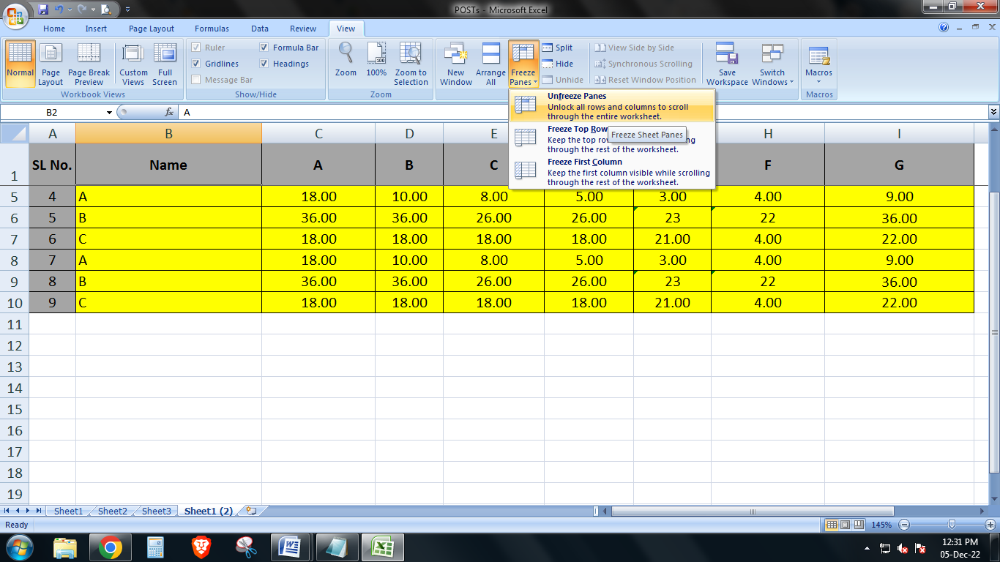 POSTs - Microsoft Excel
Home Insert Page Layout Formulas Data Review View
Normal
Page Layout
Page Break Preview
Custom Views
Full Screen
Workbook Views
Ruler
Gridlines
Message Bar
Formula Bar
Headings
Show/Hide
Zoom
100
100%
Zoom to Selection
Zoom
New Window
Arrange All
Freeze Panes
Split
Hide
Unhide
View Side by Side
Synchronous Scrolling
Reset Window Position
Window
Save Workspace
Switch Windows
Macros
Macros
Unfreeze Panes
Unlock all rows and columns to scroll
through the entire worksheet.
Freeze Top Row
Keep the top ro
ng
through the rest of the worksheet.
Freeze Sheet Panes
Freeze First Column
Keep the first column visible while scrolling
through the rest of the worksheet.
B2 fx A
A B C D E H I
1 SL No. Name A B C F G
5 4 A 18.00 10.00 8.00 5.00 3.00 4.00 9.00
6 5 B 36.00 36.00 26.00 26.00 23 22 36.00
7 6 C 18.00 18.00 18.00 18.00 21.00 4.00 22.00
8 7 A 18.00 10.00 8.00 5.00 3.00 4.00 9.00
9 8 B 36.00 36.00 26.00 26.00 23 22 36.00
10 9 C 18.00 18.00 18.00 18.00 21.00 4.00 22.00
11
12
13
14
15
16
17
18
19
Sheet1 Sheet2 Sheet3 Sheet1 (2)
Ready 145%
12:31 PM
05-Dec-22